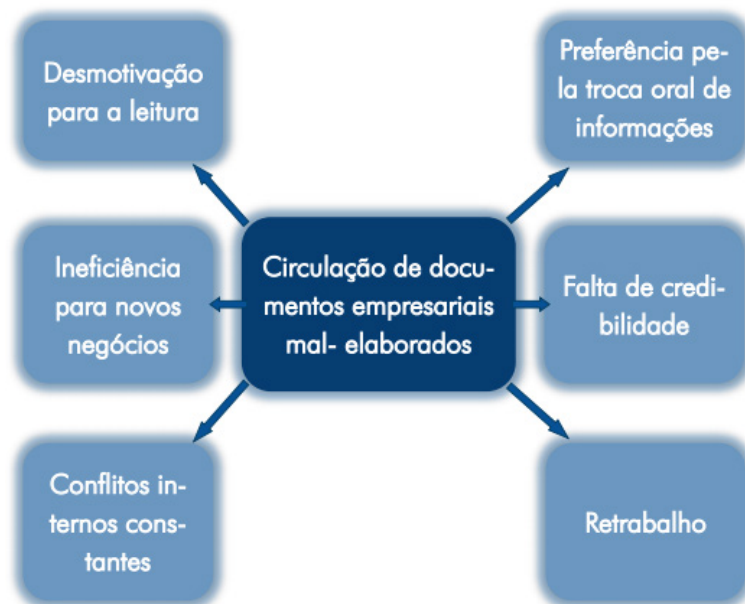 Desmotivação
para a leitura
Preferência pe-
la troca oral de
informações
Ineficiência
para novos
negócios
Circulação de docu-
mentos empresariais
mal- elaborados
Falta de credi-
bilidade
Conflitos in-
ternos cons-
tantes
Retrabalho